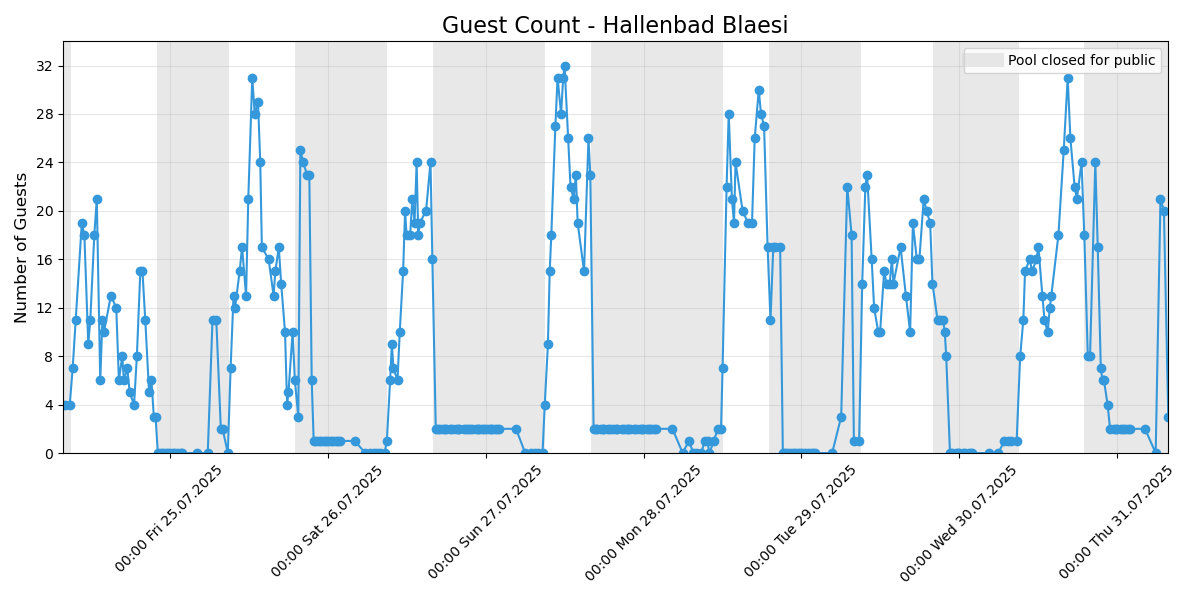 Guest Count - Hallenbad Blaesi
Pool closed for public
Number of Guests
32
28
24
20
16
12
8
4
0
00:00 Fri 25.07.2025
00:00 Sat 26.07.2025
00:00 Sun 27.07.2025
00:00 Mon 28.07.2025
00:00 Tue 29.07.2025
00:00 Wed 30.07.2025
00:00 Thu 31.07.2025